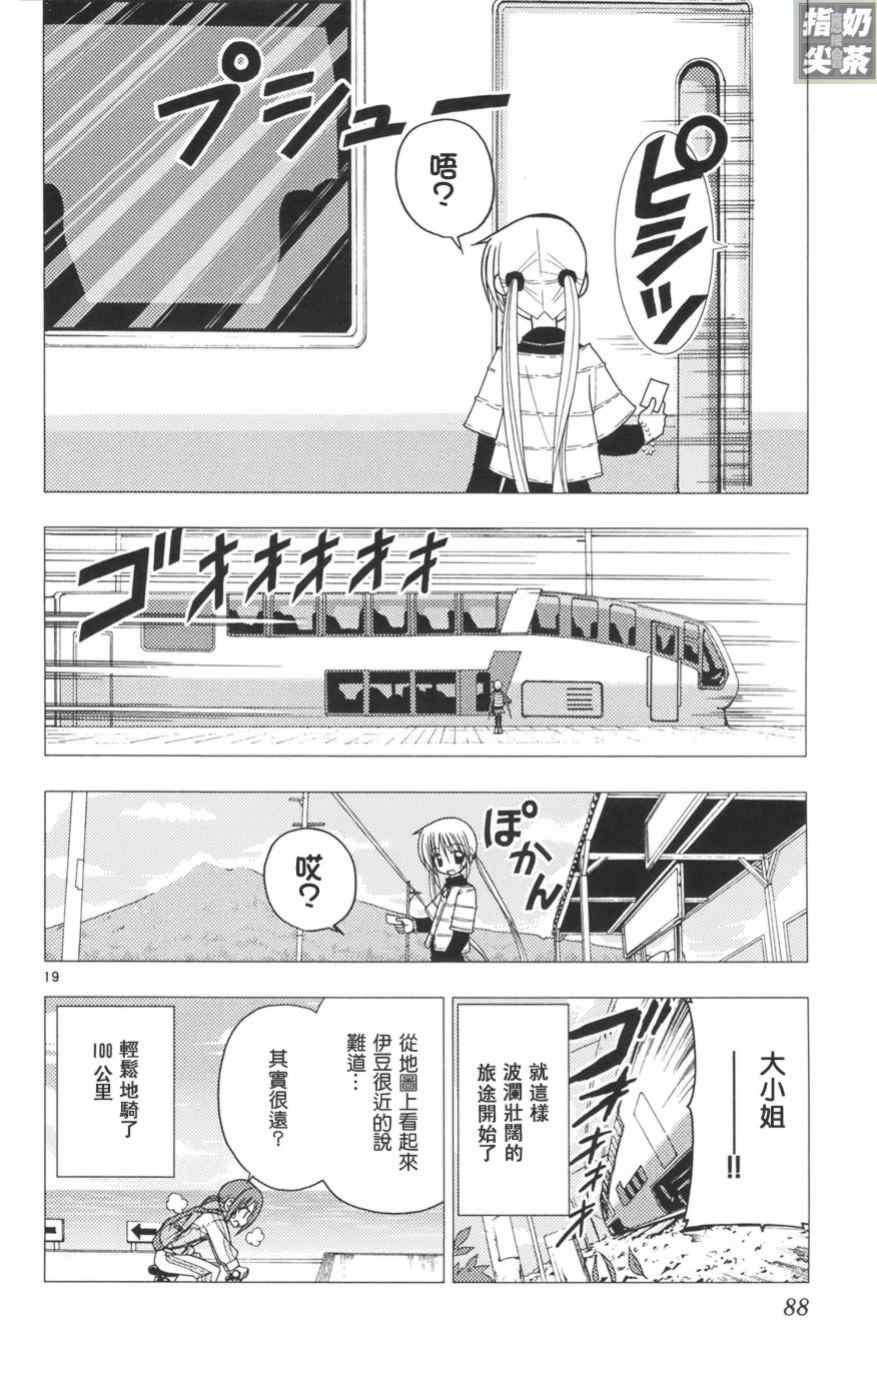 指奶
尖茶
プシュー
ピシッ
唔？
ゴオオオオオオ
ぽかん
哎？
19
大小姐
——!!
ゴオオオオ
就這樣
波瀾壯闊的
旅途開始了
從地圖上看起來
伊豆很近的說
難道…
其實很遠？
輕鬆地騎了
100公里
88